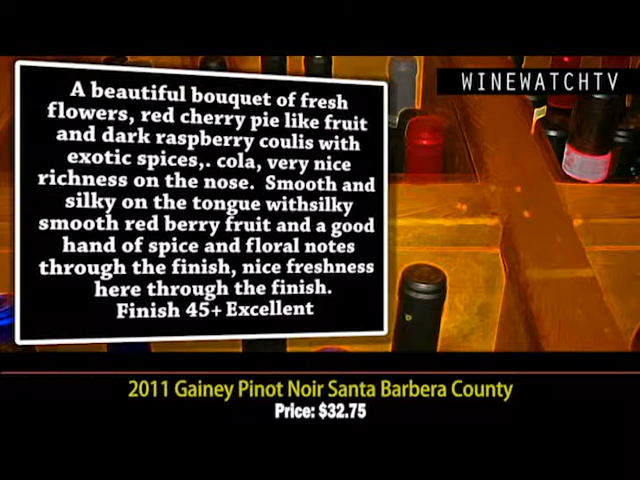 WINEWATCHTV
A beautiful bouquet of fresh
flowers, red cherry pie like fruit
and dark raspberry coulis with
exotic spices,. cola, very nice
richness on the nose. Smooth and
silky on the tongue withsilky
smooth red berry fruit and a good
hand of spice and floral notes
through the finish, nice freshness
here through the finish.
Finish 45+ Excellent
2011 Gainey Pinot Noir Santa Barbera County
Price: $32.75